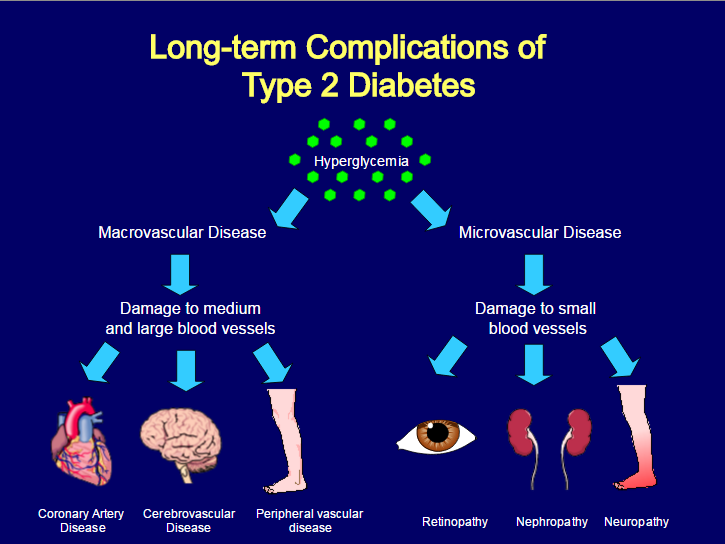 Long-term Complications of
Type 2 Diabetes
Hyperglycemia
Macrovascular Disease
Microvascular Disease
Damage to medium
and large blood vessels
Damage to small
blood vessels
Coronary Artery
Disease
Cerebrovascular
Disease
Peripheral vascular
disease
Retinopathy
Nephropathy
Neuropathy